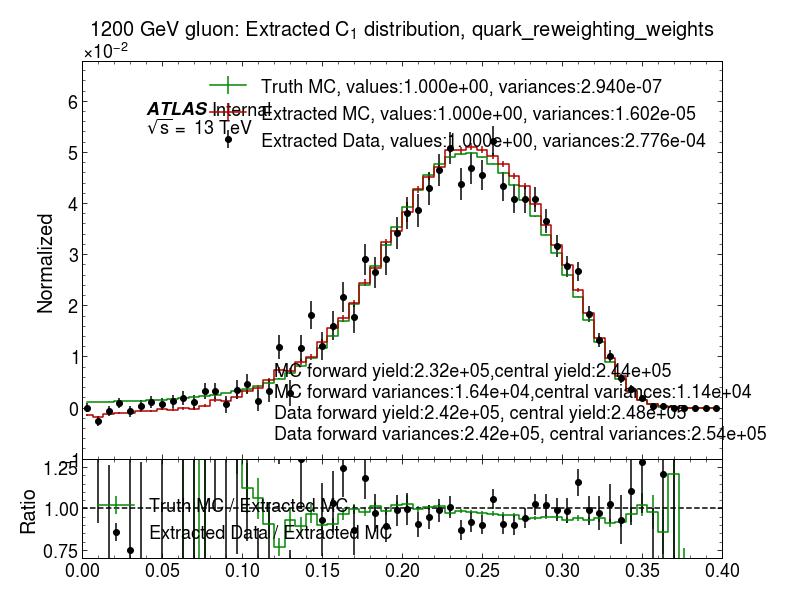 1200 GeV gluon: Extracted C₁ distribution, quark_reweighting_weights
×10⁻²
Truth MC, values:1.000e+00, variances:2.940e-07
ATLAS Internal
Extracted MC, values:1.000e+00, variances:1.602e-05
√s = 13 TeV
Extracted Data, values:1.000e+00, variances:2.776e-04
6
5
4
3
2
1
0
Normalized
MC forward yield:2.32e+05,central yield:2.44e+05
MC forward variances:1.64e+04,central variances:1.14e+04
Data forward yield:2.42e+05, central yield:2.48e+05
Data forward variances:2.42e+05, central variances:2.54e+05
1.25
1.00
0.75
Ratio
Truth MC / Extracted MC
Extracted Data / Extracted MC
0.00 0.05 0.10 0.15 0.20 0.25 0.30 0.35 0.40